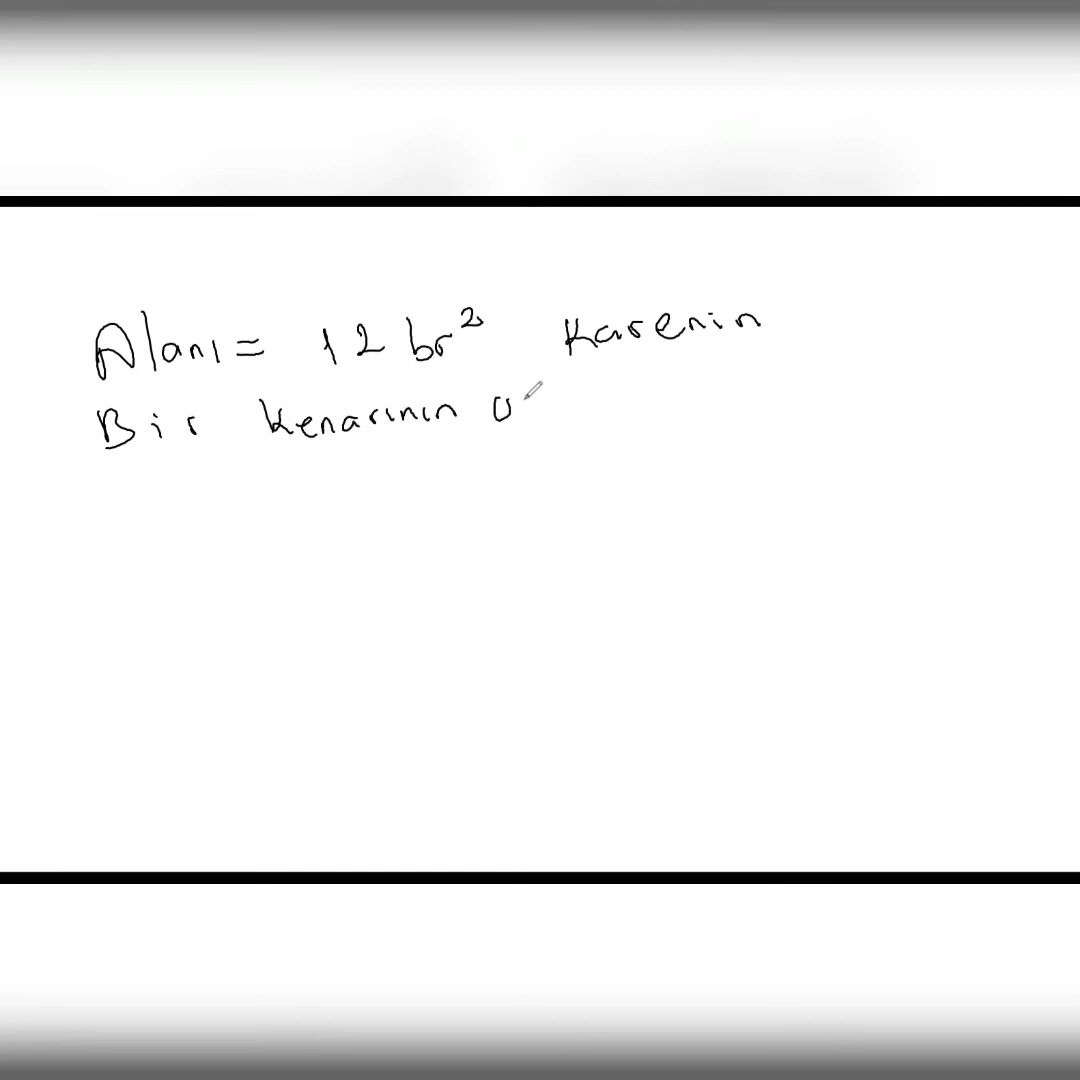 Alanı = 12 br² Karenin
Bir Kenarının